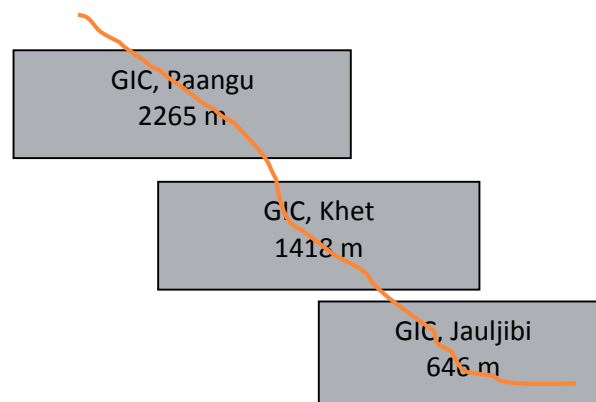 GIC, Paangu
2265 m
GIC, Khet
1418 m
GIC, Jauljibi
646 m